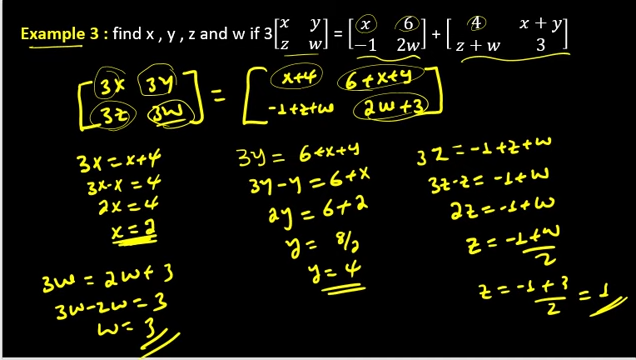 Example 3 : find x , y , z and w if 3 [x y z w] = [x 6 −1 2w] + [4 x + y z + w 3]
[3x 3y] = [x+4 6+x+y]
[3z 3w] [-1+z+w 2w+3]
3x = x+4
3x-x = 4
2x = 4
x = 2
3w = 2w+3
3w-2w = 3
w = 3
3y = 6+x+y
3y-y = 6+x
2y = 6+2
y = 8/2
y = 4
3z = -1+z+w
3z-z = -1+w
2z = -1+w
z = -1+w/2
z = -1+3/2 = 1